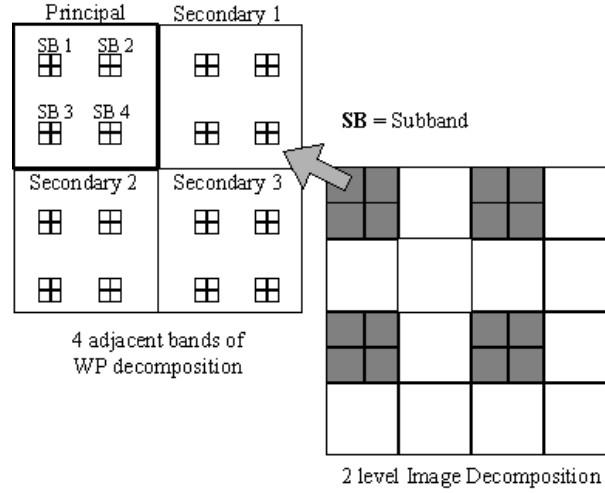 Principal
Secondary 1
SB 1
SB 2
SB 3
SB 4
SB = Subband
Secondary 2
Secondary 3
4 adjacent bands of
WP decomposition
2 level Image Decomposition